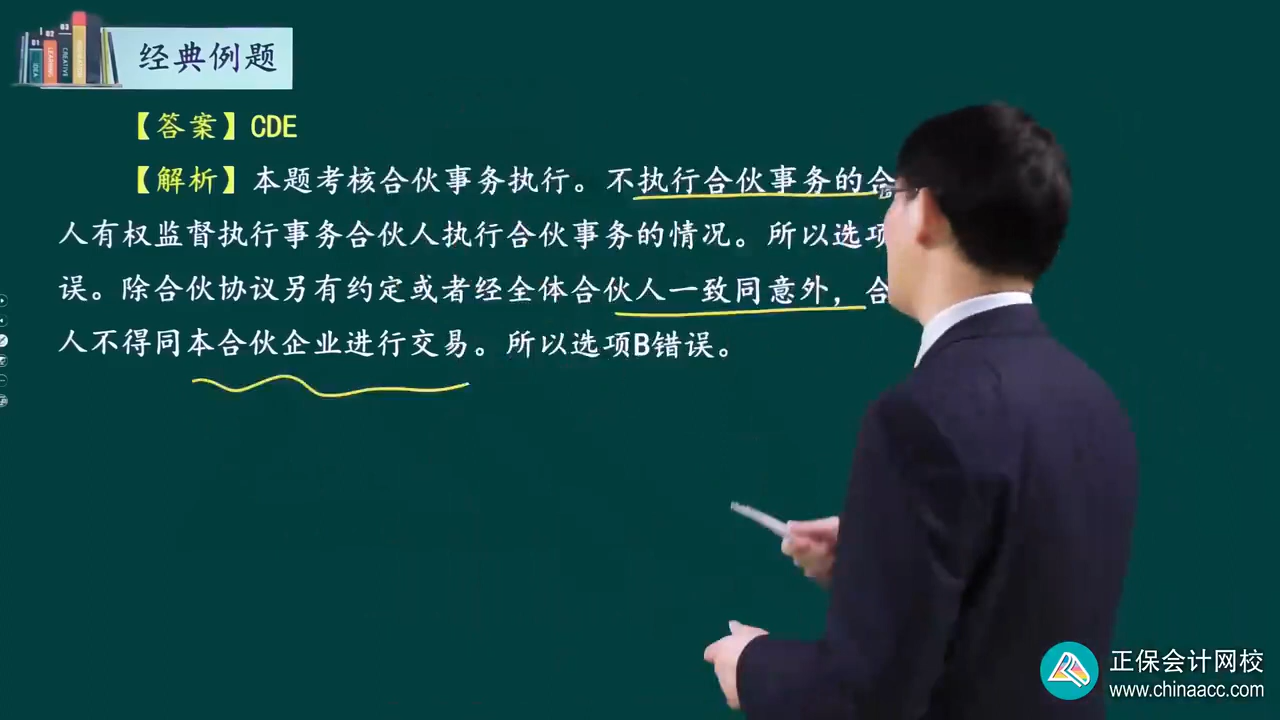 经典例题
【答案】CDE
【解析】本题考核合伙事务执行。不执行合伙事务的合
人有权监督执行事务合伙人执行合伙事务的情况。所以选项
误。除合伙协议另有约定或者经全体合伙人一致同意外，合
人不得同本合伙企业进行交易。所以选项B错误。
正保会计网校
www.chinaacc.com